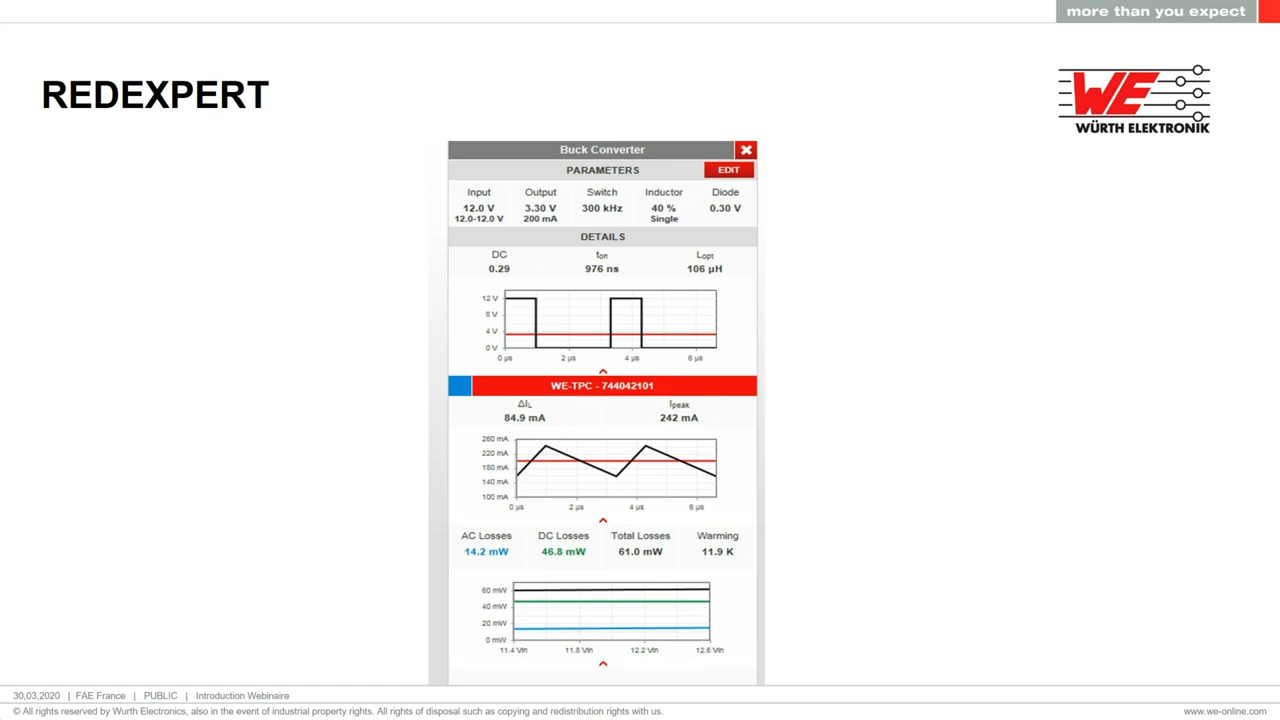 more than you expect
REDEXPERT
WE
WÜRTH ELEKTRONIK
Buck Converter
PARAMETERS
EDIT
Input Output Switch Inductor Diode
12.0 V 3.30 V 300 kHz 40 % 0.30 V
12.0-12.0 V 200 mA Single
DETAILS
DC ton Lopt
0.29 976 ns 106 µH
12 V
8 V
4 V
0 V
0 µs 2 µs 4 µs 6 µs
WE-TPC - 744042101
ΔIL Ipeak
84.9 mA 242 mA
260 mA
220 mA
180 mA
140 mA
100 mA
0 µs 2 µs 4 µs 6 µs
AC Losses DC Losses Total Losses Warming
14.2 mW 46.8 mW 61.0 mW 11.9 K
60 mW
40 mW
20 mW
0 mW
11.4 Vin 11.8 Vin 12.2 Vin 12.6 Vin
30,03,2020 | FAE France | PUBLIC | Introduction Webinaire
© All rights reserved by Wurth Electronics, also in the event of industrial property rights. All rights of disposal such as copying and redistribution rights with us.
www.we-online.com